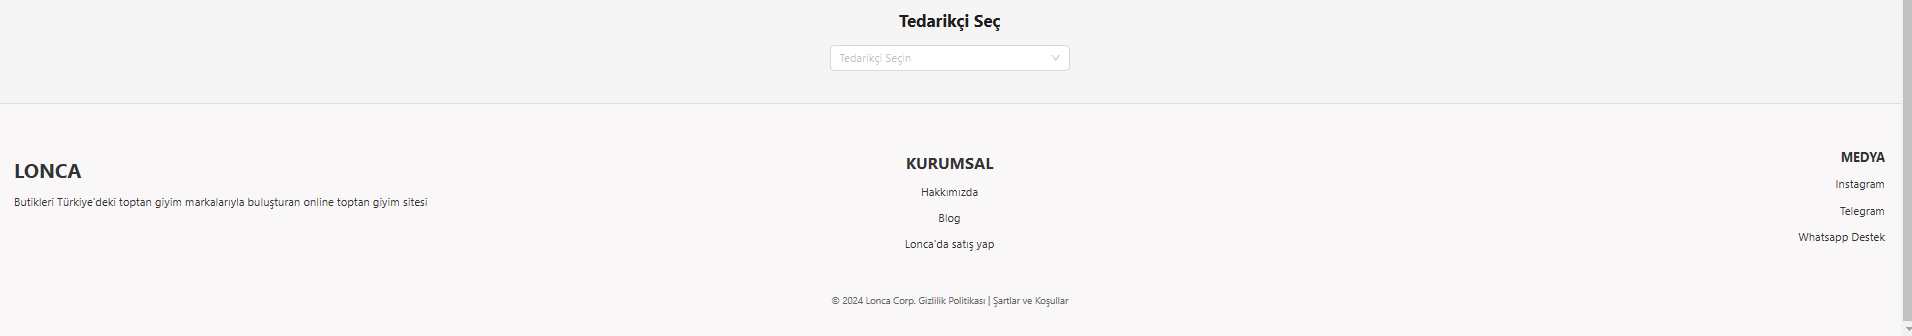 Tedarikçi Seç
Tedarikçi Seçin
LONCA
Butikleri Türkiye'deki toptan giyim markalarıyla buluşturan online toptan giyim sitesi
KURUMSAL
Hakkımızda
Blog
Lonca'da satış yap
MEDYA
Instagram
Telegram
Whatsapp Destek
© 2024 Lonca Corp. Gizlilik Politikası | Şartlar ve Koşullar